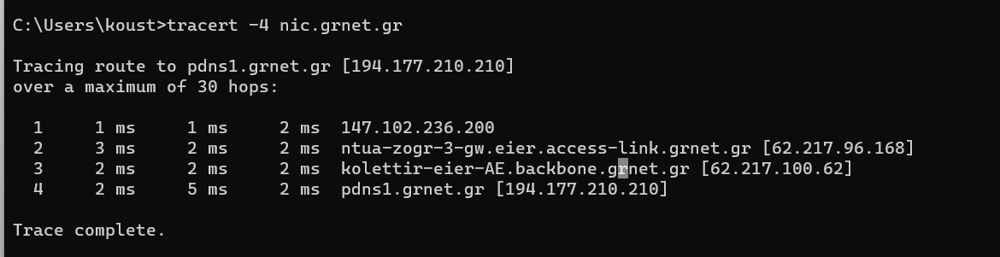 C:\Users\koust>tracert -4 nic.grnet.gr
Tracing route to pdns1.grnet.gr [194.177.210.210]
over a maximum of 30 hops:
1 1 ms 1 ms 2 ms 147.102.236.200
2 3 ms 2 ms 2 ms ntua-zogr-3-gw.eier.access-link.grnet.gr [62.217.96.168]
3 2 ms 2 ms 2 ms kolettir-eier-AE.backbone.grnet.gr [62.217.100.62]
4 2 ms 5 ms 2 ms pdns1.grnet.gr [194.177.210.210]
Trace complete.